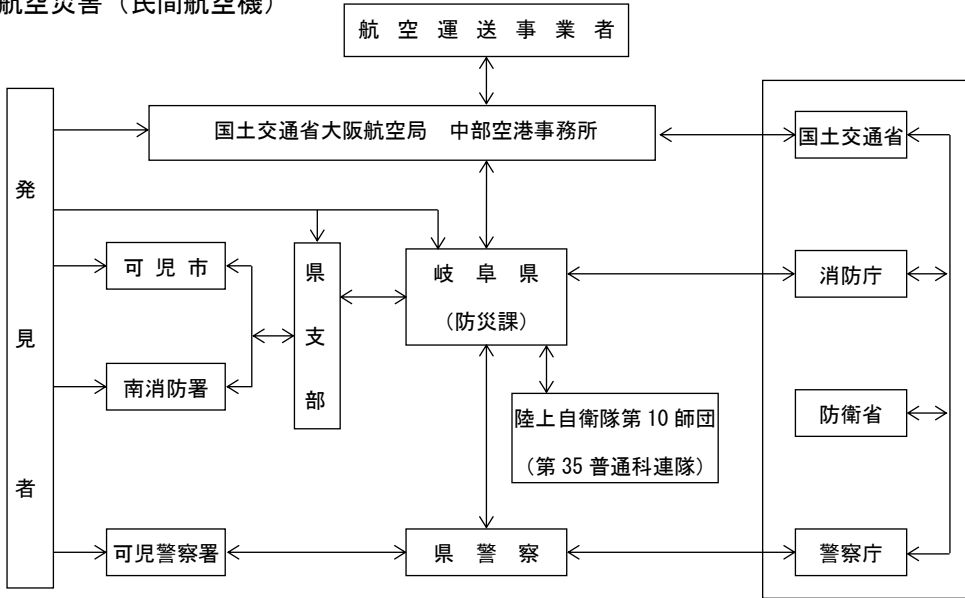 航空災害（民間航空機）
航空運送事業者
国土交通省大阪航空局　中部空港事務所
国土交通省
発見者
可児市
県支部
岐阜県
（防災課）
消防庁
南消防署
陸上自衛隊第10師団
（第35普通科連隊）
防衛省
可児警察署
県警察
警察庁